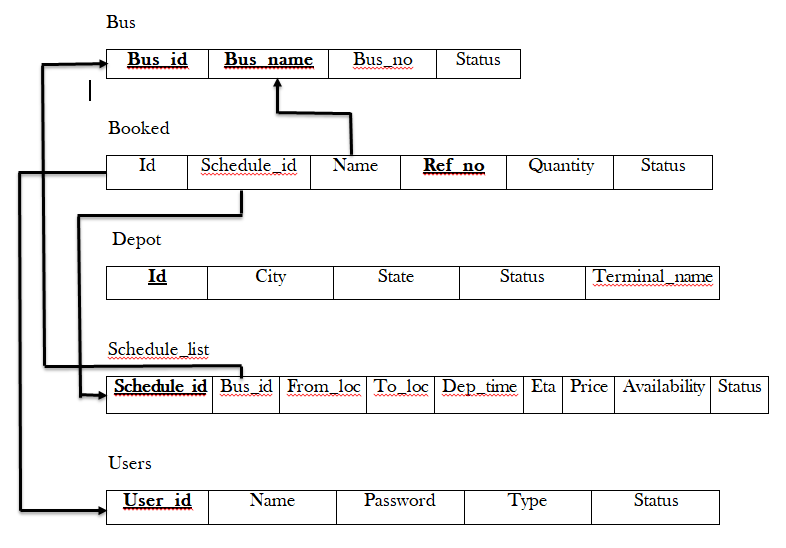 Bus
Bus_id Bus_name Bus_no Status
Booked
Id Schedule_id Name Ref_no Quantity Status
Depot
Id City State Status Terminal_name
Schedule_list
Schedule_id Bus_id From_loc To_loc Dep_time Eta Price Availability Status
Users
User_id Name Password Type Status